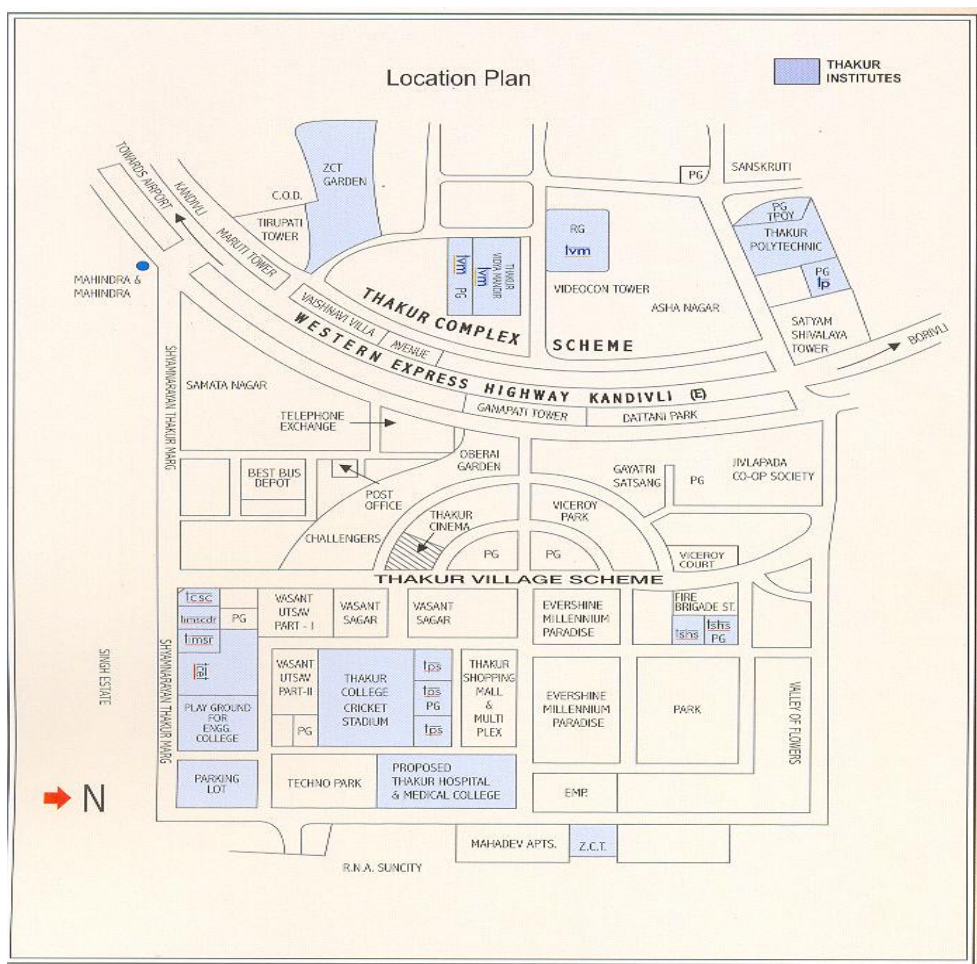 Location Plan
THAKUR
INSTITUTES
TOWARDS AIRPORT
KANDIVLI
MARUTI TOWER
C.O.D.
TIRUPATI
TOWER
ZCT
GARDEN
PG
SANSKRUTI
PG
TPOY
THAKUR
POLYTECHNIC
PG
tp
SATYAM
SHIVALAYA
TOWER
BORIVLI
RG
tvm
VIDEOCON TOWER
ASHA NAGAR
tvm
PG
tvm
THAKUR
VIDYA MANDIR
THAKUR COMPLEX SCHEME
MAHINDRA &
MAHINDRA
VAISHNAVI VILLA
AVENUE
WESTERN EXPRESS HIGHWAY KANDIVLI (E)
GANAPATI TOWER
DATTANI PARK
SHYAMNARAYAN THAKUR MARG
SAMATA NAGAR
TELEPHONE
EXCHANGE
BEST BUS
DEPOT
POST
OFFICE
OBERAI
GARDEN
CHALLENGERS
THAKUR
CINEMA
PG
PG
VICEROY
PARK
GAYATRI
SATSANG
PG
JIVLAPADA
CO-OP SOCIETY
VICEROY
COURT
THAKUR VILLAGE SCHEME
tcsc
timscdr
PG
timsr
tcet
PLAY GROUND
FOR
ENGG.
COLLEGE
PARKING
LOT
SHYAMNARAYAN THAKUR MARG
SINGH ESTATE
VASANT
UTSAV
PART - I
VASANT
SAGAR
VASANT
SAGAR
EVERSHINE
MILLENNIUM
PARADISE
FIRE
BRIGADE ST.
tshs
tshs
PG
VASANT
UTSAV
PART-II
PG
THAKUR
COLLEGE
CRICKET
STADIUM
tps
tps
PG
tps
THAKUR
SHOPPING
MALL
&
MULTI
PLEX
EVERSHINE
MILLENNIUM
PARADISE
PARK
VALLEY OF FLOWERS
TECHNO PARK
PROPOSED
THAKUR HOSPITAL
& MEDICAL COLLEGE
EMP.
N
MAHADEV APTS.
Z.C.T.
R.N.A. SUNCITY